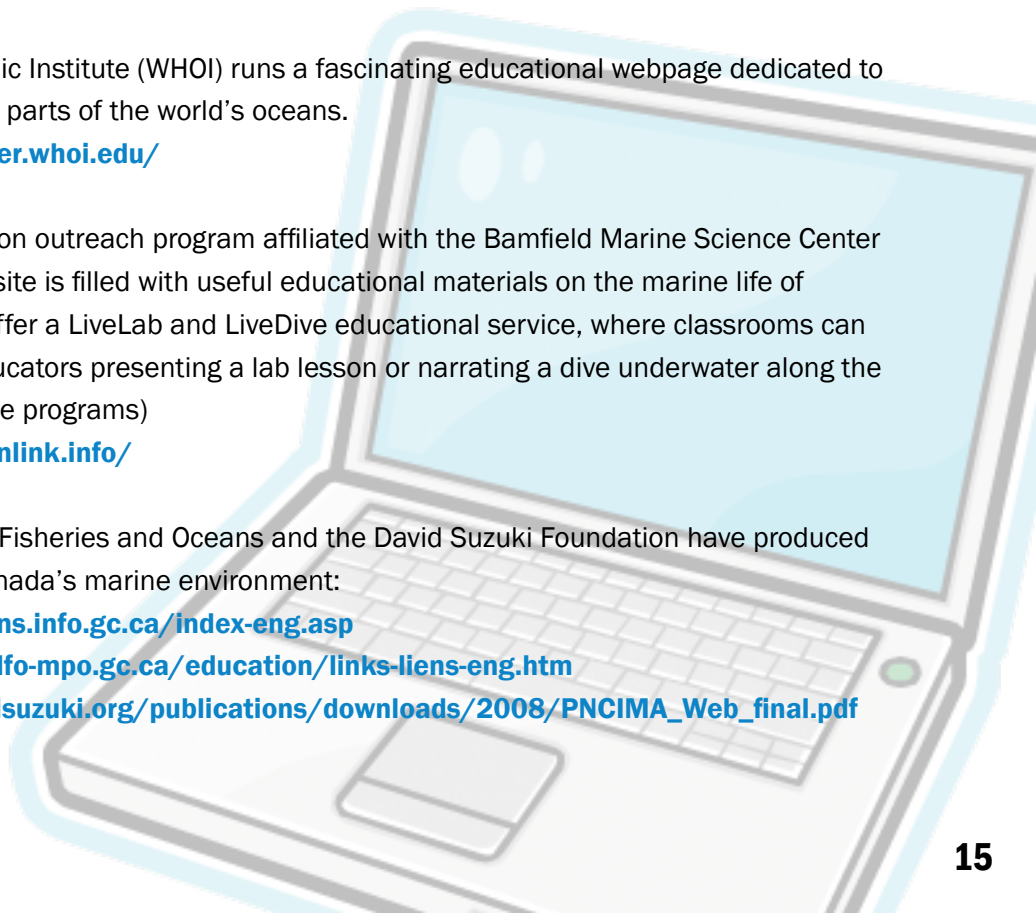 ic Institute (WHOI) runs a fascinating educational webpage dedicated to
parts of the world's oceans.
er.whoi.edu/
on outreach program affiliated with the Bamfield Marine Science Center
site is filled with useful educational materials on the marine life of
ffer a LiveLab and LiveDive educational service, where classrooms can
ucators presenting a lab lesson or narrating a dive underwater along the
e programs)
nlink.info/
Fisheries and Oceans and the David Suzuki Foundation have produced
nada's marine environment:
ns.info.gc.ca/index-eng.asp
lfo-mpo.gc.ca/education/links-liens-eng.htm
dsuzuki.org/publications/downloads/2008/PNCIMA_Web_final.pdf
15